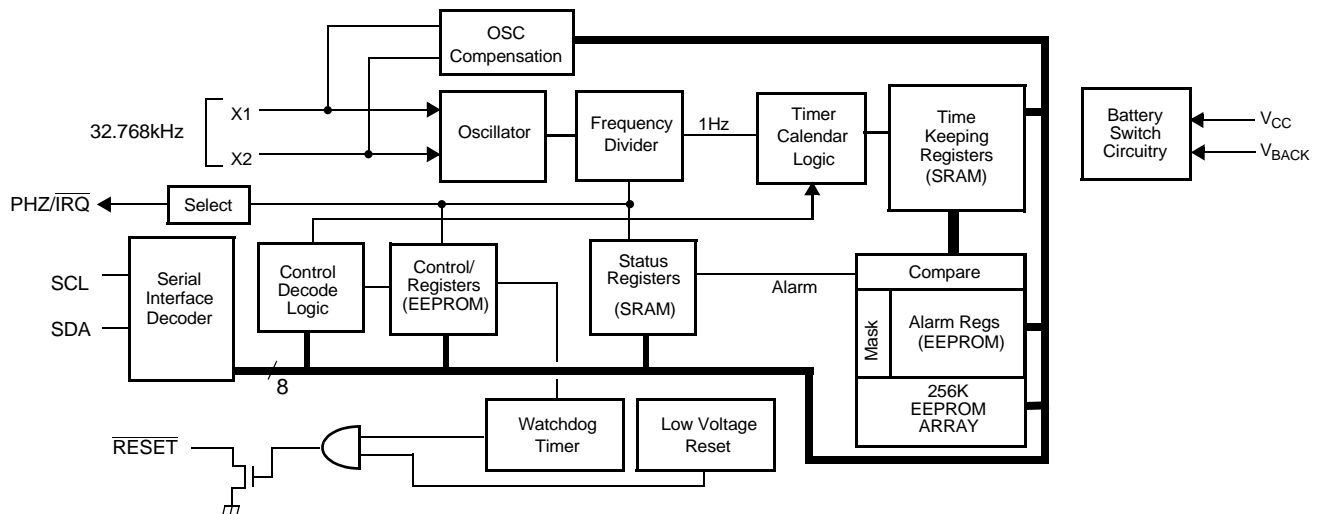 OSC
Compensation
X1
32.768kHz
X2
Oscillator
Frequency
Divider
1Hz
Timer
Calendar
Logic
Time
Keeping
Registers
(SRAM)
Battery
Switch
Circuitry
VCC
VBACK
PHZ/IRQ
Select
SCL
SDA
Serial
Interface
Decoder
Control
Decode
Logic
Control/
Registers
(EEPROM)
Status
Registers
(SRAM)
Alarm
Compare
Mask
Alarm Regs
(EEPROM)
256K
EEPROM
ARRAY
8
Watchdog
Timer
Low Voltage
Reset
RESET